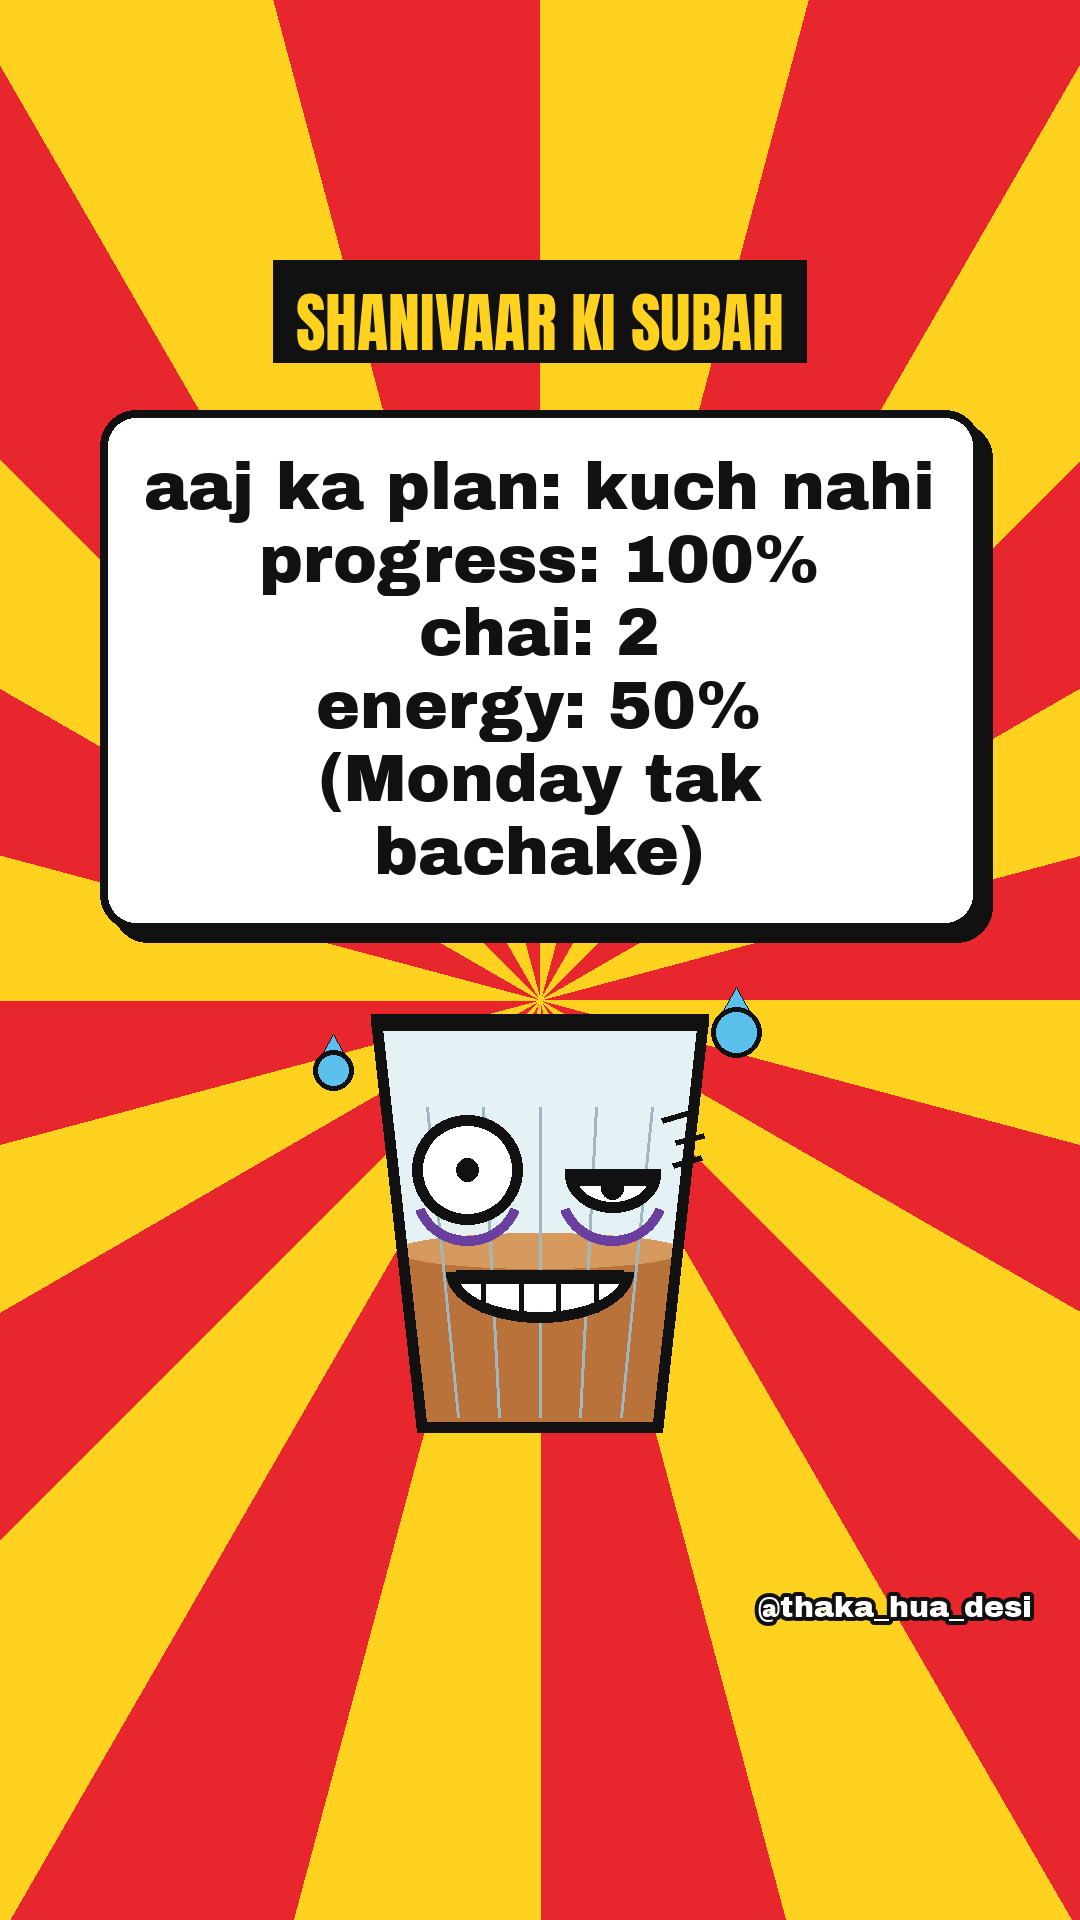 SHANIVAAR KI SUBAH
aaj ka plan: kuch nahi
progress: 100%
chai: 2
energy: 50%
(Monday tak
bachake)
@thaka_hua_desi